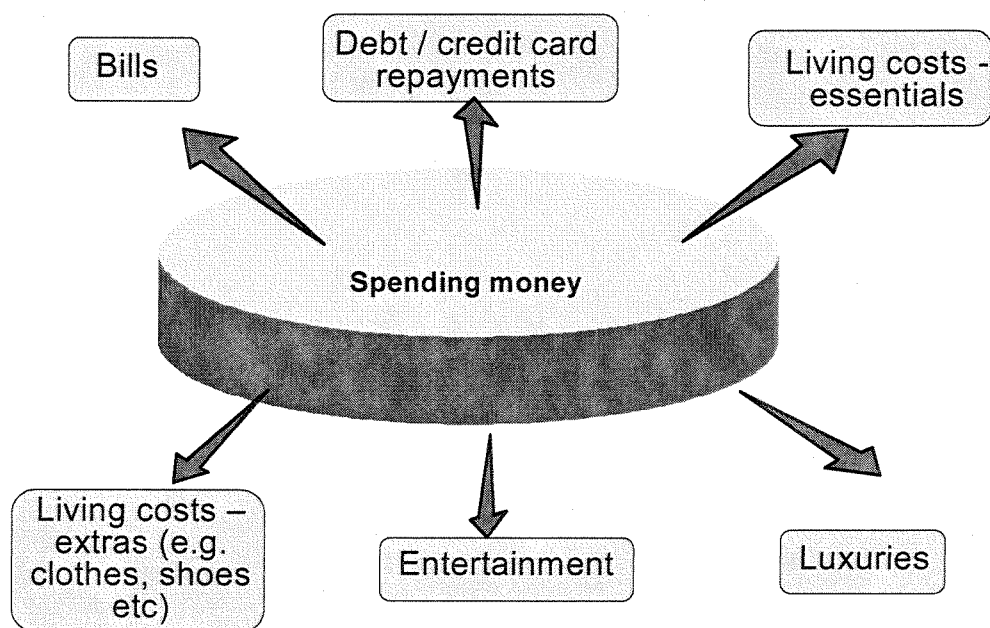 Bills
Debt / credit card
repayments
Living costs -
essentials
Spending money
Living costs –
extras (e.g.
clothes, shoes
etc)
Entertainment
Luxuries